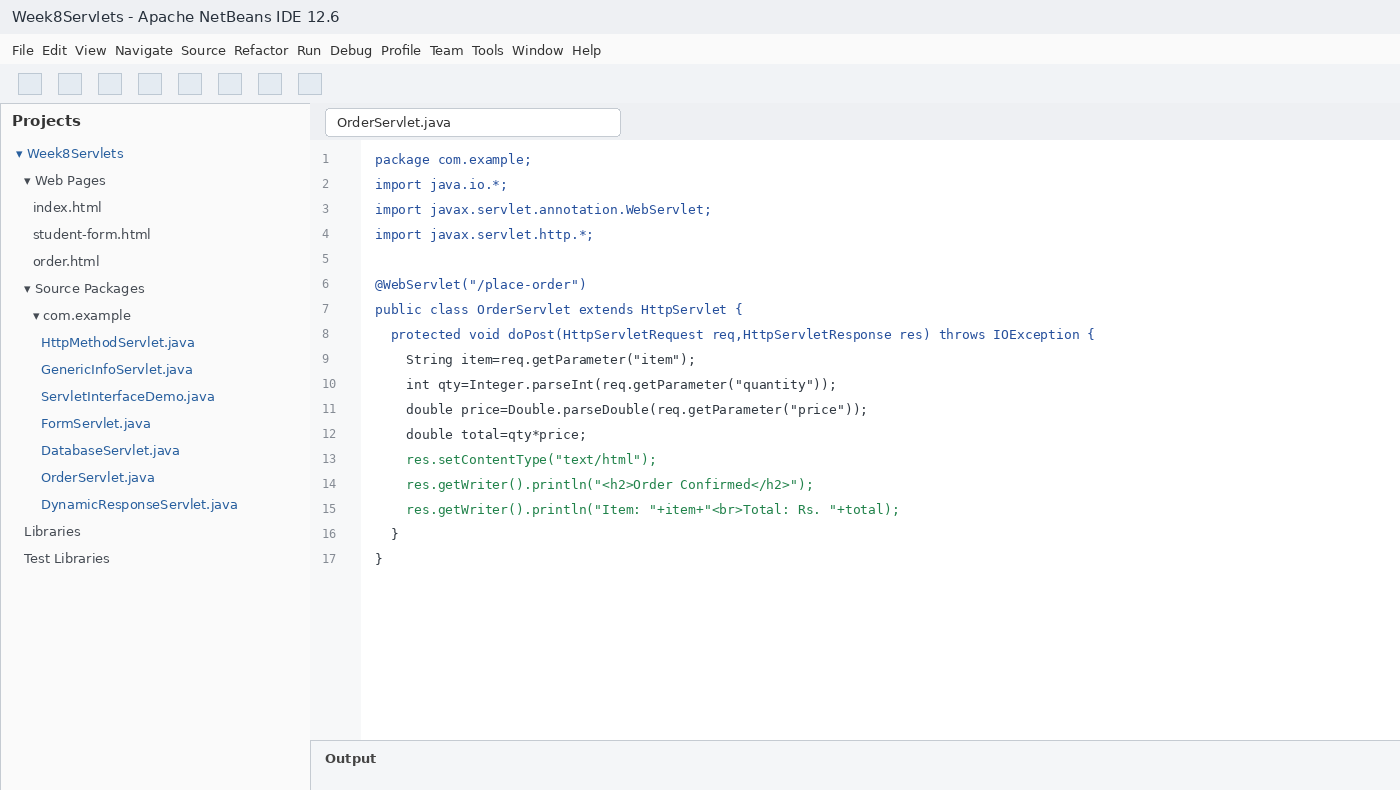 Week8Servlets - Apache NetBeans IDE 12.6
File Edit View Navigate Source Refactor Run Debug Profile Team Tools Window Help
Projects
▾ Week8Servlets
▾ Web Pages
index.html
student-form.html
order.html
▾ Source Packages
▾ com.example
HttpMethodServlet.java
GenericInfoServlet.java
ServletInterfaceDemo.java
FormServlet.java
DatabaseServlet.java
OrderServlet.java
DynamicResponseServlet.java
Libraries
Test Libraries
OrderServlet.java
1 package com.example;
2 import java.io.*;
3 import javax.servlet.annotation.WebServlet;
4 import javax.servlet.http.*;
5
6 @WebServlet("/place-order")
7 public class OrderServlet extends HttpServlet {
8   protected void doPost(HttpServletRequest req,HttpServletResponse res) throws IOException {
9     String item=req.getParameter("item");
10     int qty=Integer.parseInt(req.getParameter("quantity"));
11     double price=Double.parseDouble(req.getParameter("price"));
12     double total=qty*price;
13     res.setContentType("text/html");
14     res.getWriter().println("<h2>Order Confirmed</h2>");
15     res.getWriter().println("Item: "+item+"<br>Total: Rs. "+total);
16   }
17 }
Output